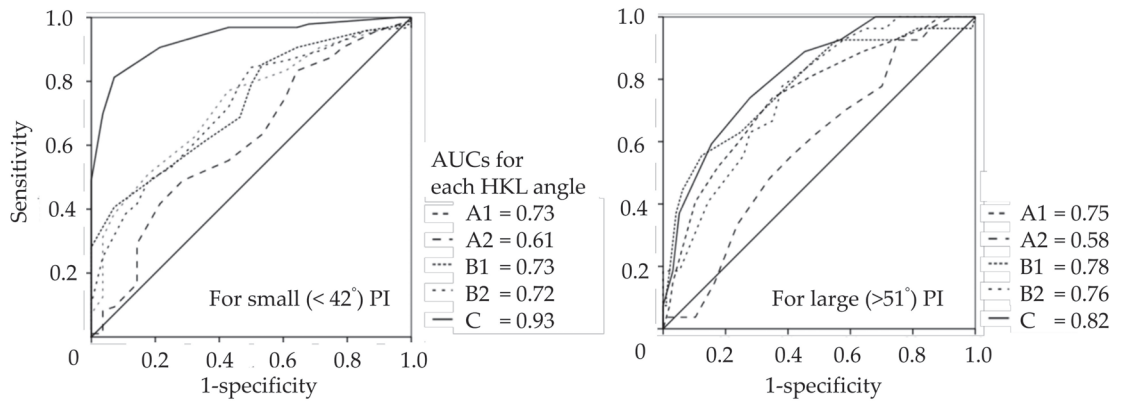 1.0
0.8
0.6
0.4
0.2
0
0.2
0.4
0.6
0.8
1.0
Sensitivity
1-specificity
For small (< 42°) PI
AUCs for
each HKL angle
A1 = 0.73
A2 = 0.61
B1 = 0.73
B2 = 0.72
C = 0.93
1.0
0.8
0.6
0.4
0.2
0
0.2
0.4
0.6
0.8
1.0
1-specificity
For large (>51°) PI
A1 = 0.75
A2 = 0.58
B1 = 0.78
B2 = 0.76
C = 0.82